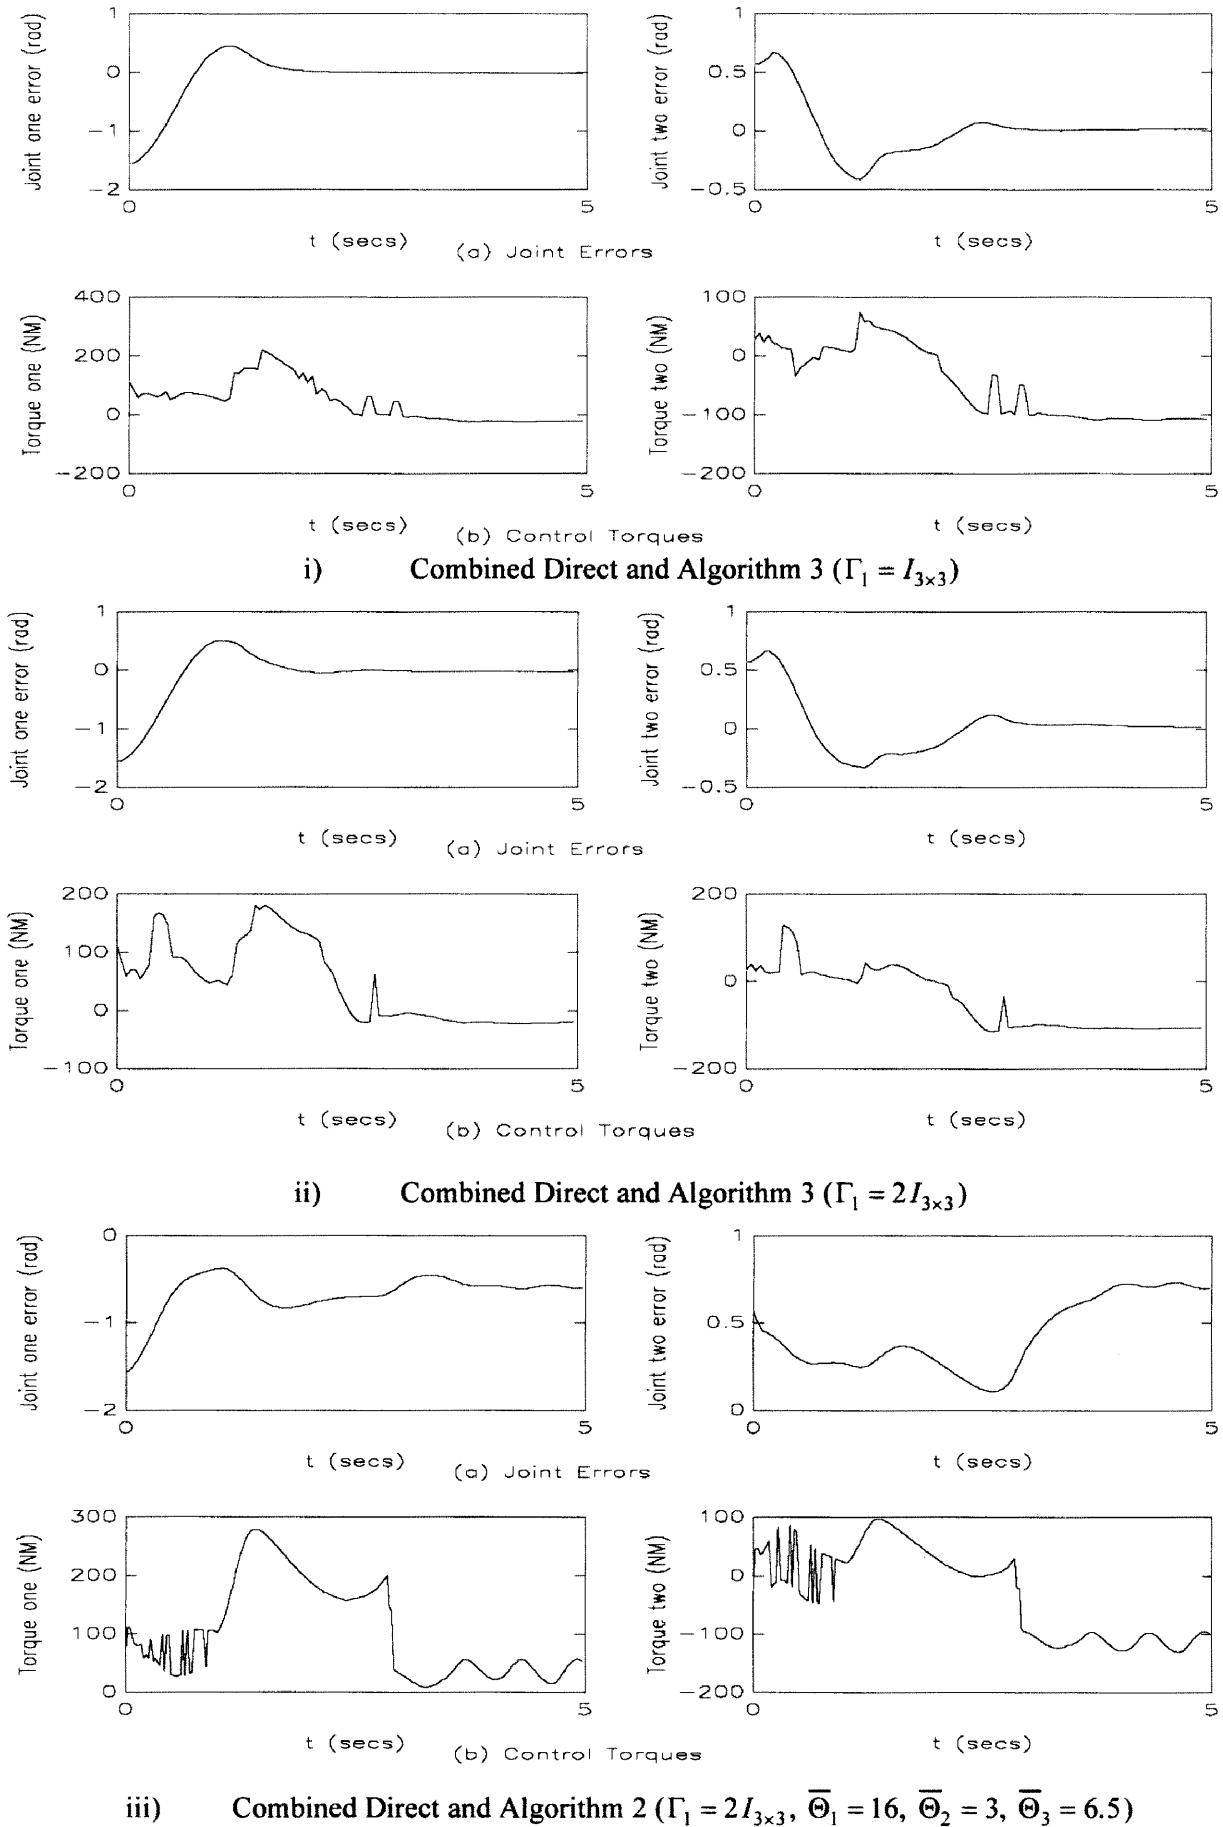 Joint one error (rad)
1
0
−1
−2
0
5
t (secs)
Joint two error (rad)
1
0.5
0
−0.5
0
5
t (secs)
(a) Joint Errors
Torque one (NM)
400
200
0
−200
0
5
t (secs)
Torque two (NM)
100
0
−100
−200
0
5
t (secs)
(b) Control Torques
i) Combined Direct and Algorithm 3 (Γ₁ = I₃ₓ₃)
Joint one error (rad)
1
0
−1
−2
0
5
t (secs)
Joint two error (rad)
1
0.5
0
−0.5
0
5
t (secs)
(a) Joint Errors
Torque one (NM)
200
100
0
−100
0
5
t (secs)
Torque two (NM)
200
0
−200
0
5
t (secs)
(b) Control Torques
ii) Combined Direct and Algorithm 3 (Γ₁ = 2I₃ₓ₃)
Joint one error (rad)
0
−1
−2
0
5
t (secs)
Joint two error (rad)
1
0.5
0
0
5
t (secs)
(a) Joint Errors
Torque one (NM)
300
200
100
0
0
5
t (secs)
Torque two (NM)
100
0
−100
−200
0
5
t (secs)
(b) Control Torques
iii) Combined Direct and Algorithm 2 (Γ₁ = 2I₃ₓ₃, Θ̅₁ = 16, Θ̅₂ = 3, Θ̅₃ = 6.5)